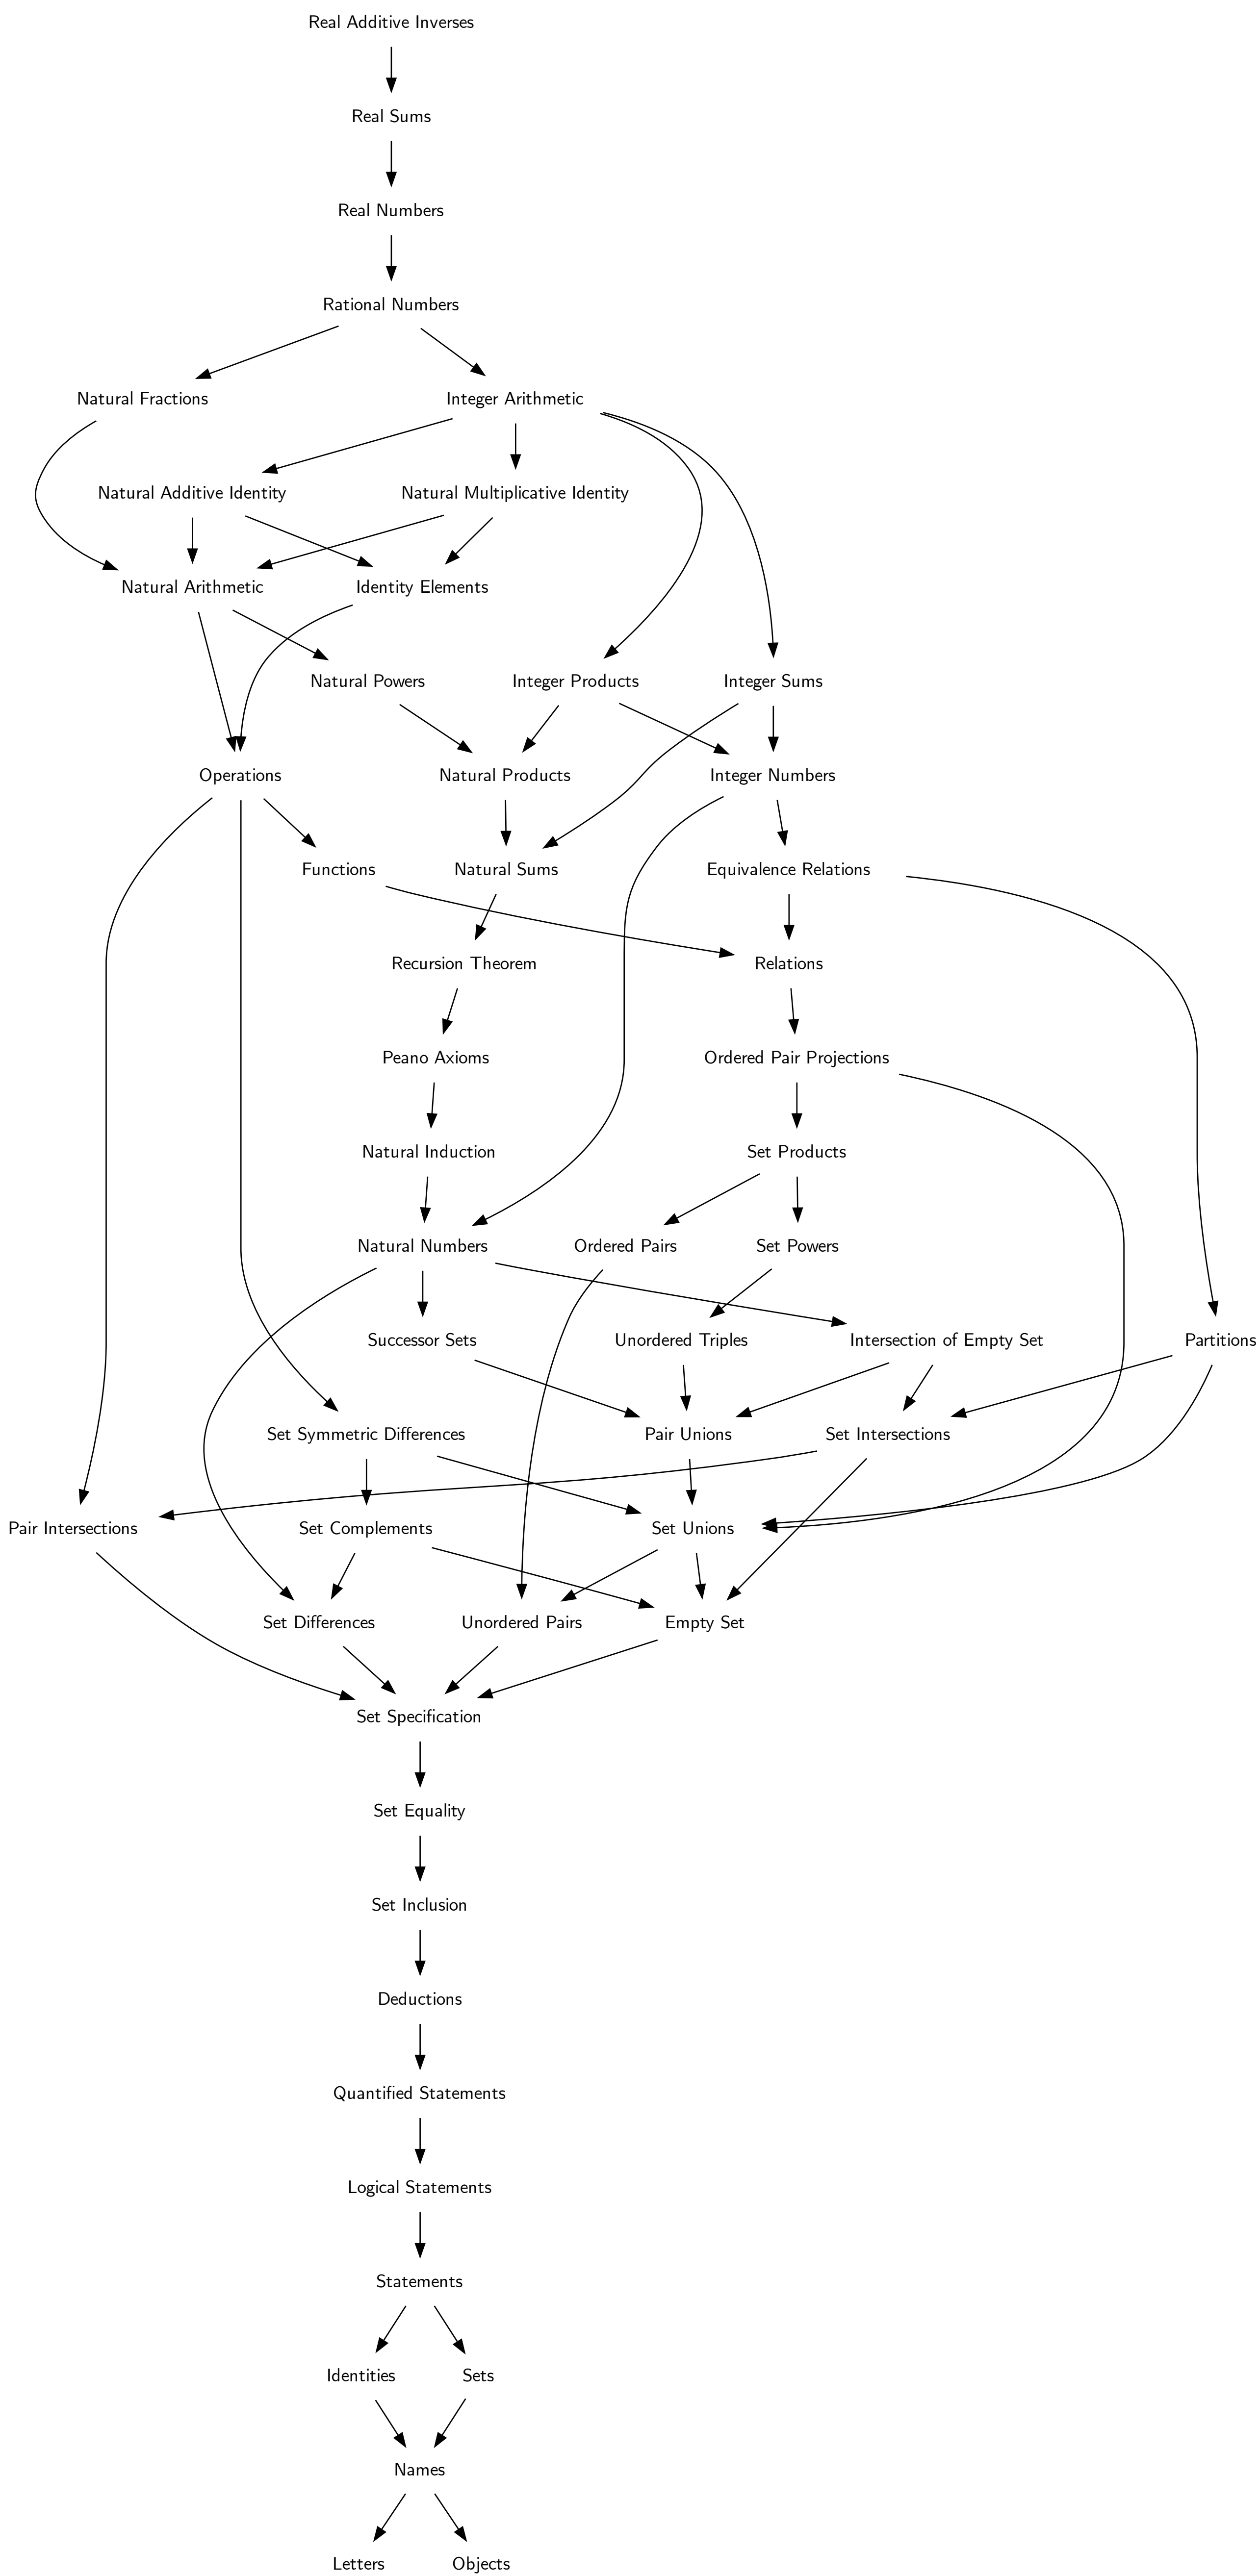 Real Additive Inverses
Real Sums
Real Numbers
Rational Numbers
Natural Fractions
Integer Arithmetic
Natural Additive Identity
Natural Multiplicative Identity
Natural Arithmetic
Identity Elements
Natural Powers
Integer Products
Integer Sums
Operations
Natural Products
Integer Numbers
Functions
Natural Sums
Equivalence Relations
Recursion Theorem
Relations
Peano Axioms
Ordered Pair Projections
Natural Induction
Set Products
Natural Numbers
Ordered Pairs
Set Powers
Successor Sets
Unordered Triples
Intersection of Empty Set
Partitions
Set Symmetric Differences
Pair Unions
Set Intersections
Pair Intersections
Set Complements
Set Unions
Set Differences
Unordered Pairs
Empty Set
Set Specification
Set Equality
Set Inclusion
Deductions
Quantified Statements
Logical Statements
Statements
Identities
Sets
Names
Letters
Objects